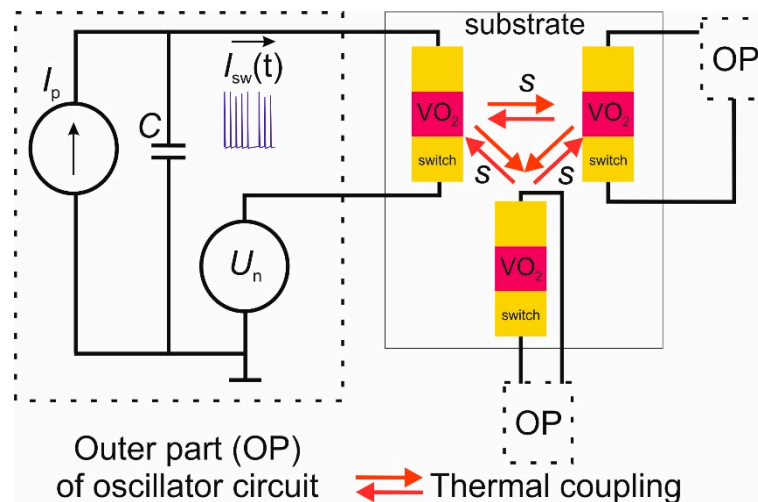 substrate
I_p
C
I_sw(t)
U_n
VO₂
switch
s
VO₂
switch
s
s
VO₂
switch
OP
OP
Outer part (OP)
of oscillator circuit
Thermal coupling